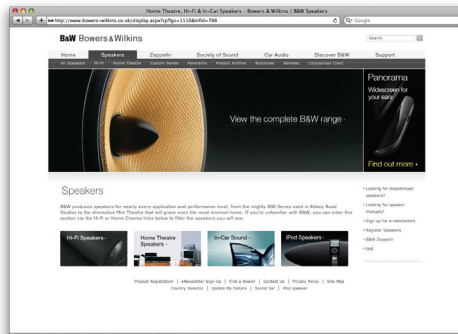 Home Theatre, Hi-Fi & In-Car Speakers - Bowers & Wilkins | B&W Speakers
http://www.bowers-wilkins.co.uk/display.aspx?cpfigs=1110&infid=766
Google
B&W Bowers & Wilkins
Search
Home
Speakers
Zeppelin
Society of Sound
Car Audio
Discover B&W
Support
All Speakers
Hi-Fi
Home Theatre
Custom Series
Panorama
Product Archive
Brochures
Reviews
Comparison Chart
View the complete B&W range
Panorama
Widescreen for
your ears
Find out more
Speakers
B&W produces speakers for nearly every application and performance level, from the mighty 800 Series used in Abbey Road
Studios to the diminutive Mini Theatre that will grace even the most minimal home. If you're unfamiliar with B&W, you can enter this
section via the Hi-Fi or Home Cinema links below to filter the speakers you will see.
Looking for discontinued
speakers?
Looking for speaker
manuals?
Sign up for e-newsletters
Register Speakers
B&W Zeppelin
test
Hi-Fi Speakers
Home Theatre
Speakers
In-Car Sound
iPod Speakers
Product Registration | eNewsletter Sign-Up | Find a Dealer | Contact Us | Privacy Policy | Site Map
Country Selector | Update My Details | Sound bar | iPod speaker